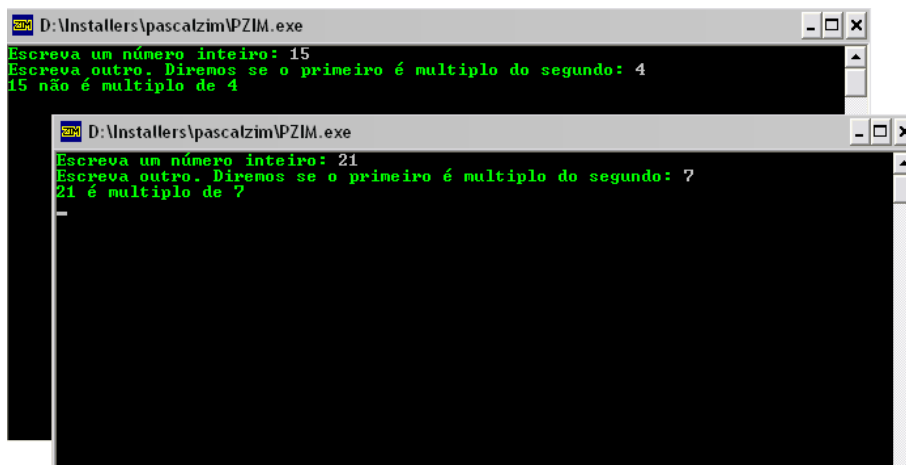 ZIM D:\Installers\pascalzim\PZIM.exe
Escreva um número inteiro: 15
Escreva outro. Diremos se o primeiro é multiplo do segundo: 4
15 não é multiplo de 4
ZIM D:\Installers\pascalzim\PZIM.exe
Escreva um número inteiro: 21
Escreva outro. Diremos se o primeiro é multiplo do segundo: 7
21 é multiplo de 7